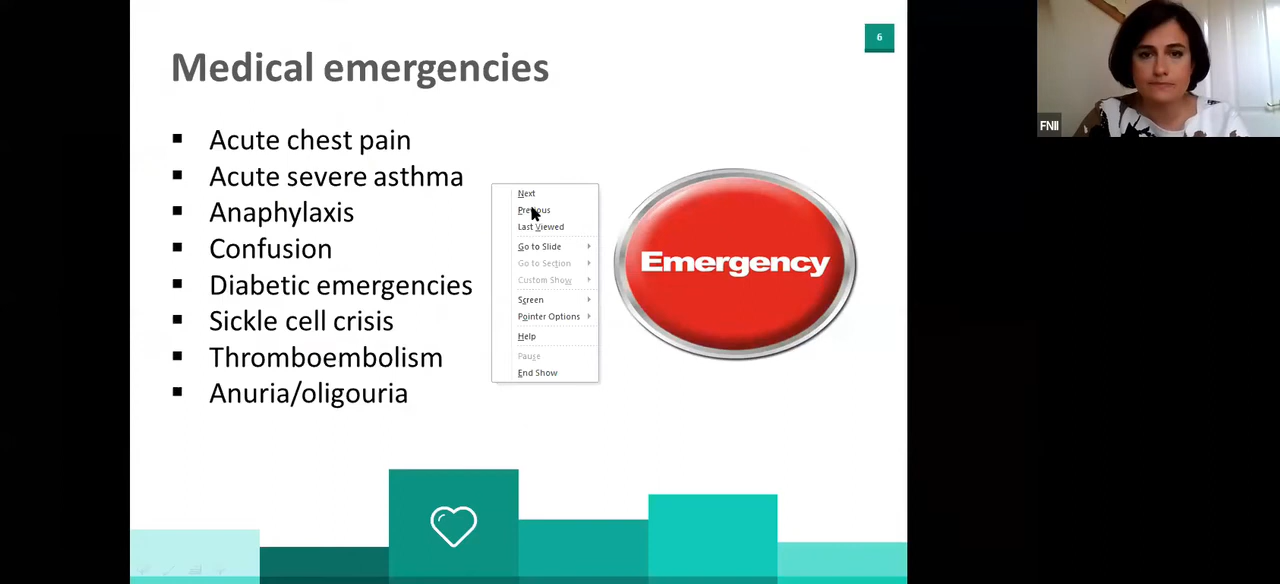 6
Medical emergencies
Acute chest pain
Acute severe asthma
Anaphylaxis
Confusion
Diabetic emergencies
Sickle cell crisis
Thromboembolism
Anuria/oligouria
Next
Previous
Last Viewed
Go to Slide
Go to Section
Custom Show
Screen
Pointer Options
Help
Pause
End Show
Emergency
FNII